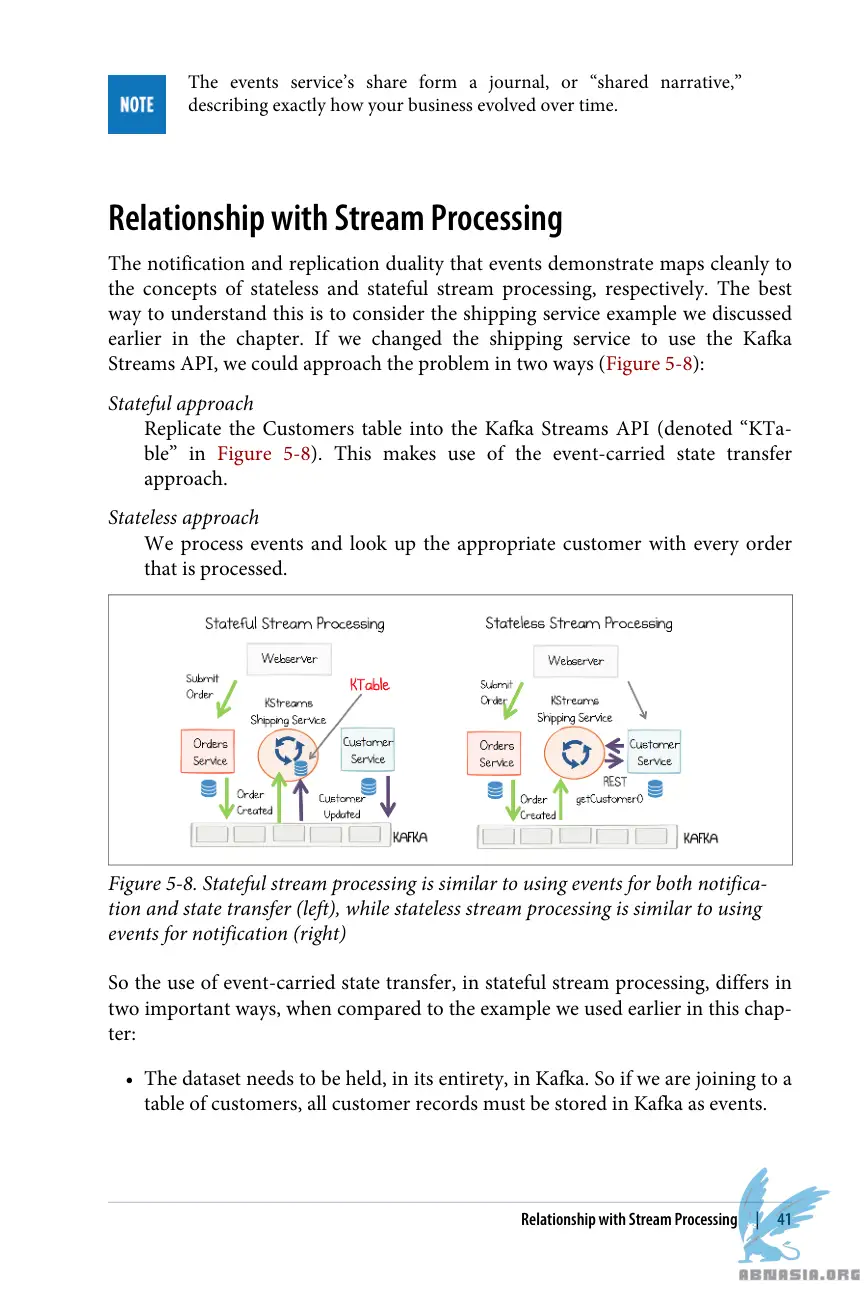 NOTE
The events service’s share form a journal, or “shared narrative,”
describing exactly how your business evolved over time.
Relationship with Stream Processing
The notification and replication duality that events demonstrate maps cleanly to
the concepts of stateless and stateful stream processing, respectively. The best
way to understand this is to consider the shipping service example we discussed
earlier in the chapter. If we changed the shipping service to use the Kafka
Streams API, we could approach the problem in two ways (Figure 5-8):
Stateful approach
Replicate the Customers table into the Kafka Streams API (denoted “KTa-
ble” in Figure 5-8). This makes use of the event-carried state transfer
approach.
Stateless approach
We process events and look up the appropriate customer with every order
that is processed.
Stateful Stream Processing
Webserver
Submit
Order
KTable
KStreams
Shipping Service
Orders
Service
Customer
Service
Order
Created
Customer
Updated
KAFKA
Stateless Stream Processing
Webserver
Submit
Order
KStreams
Shipping Service
Orders
Service
Customer
Service
REST
getCustomer()
Order
Created
KAFKA
Figure 5-8. Stateful stream processing is similar to using events for both notifica-
tion and state transfer (left), while stateless stream processing is similar to using
events for notification (right)
So the use of event-carried state transfer, in stateful stream processing, differs in
two important ways, when compared to the example we used earlier in this chap-
ter:
• The dataset needs to be held, in its entirety, in Kafka. So if we are joining to a
table of customers, all customer records must be stored in Kafka as events.
Relationship with Stream Processing | 41
ABNASIA.ORG